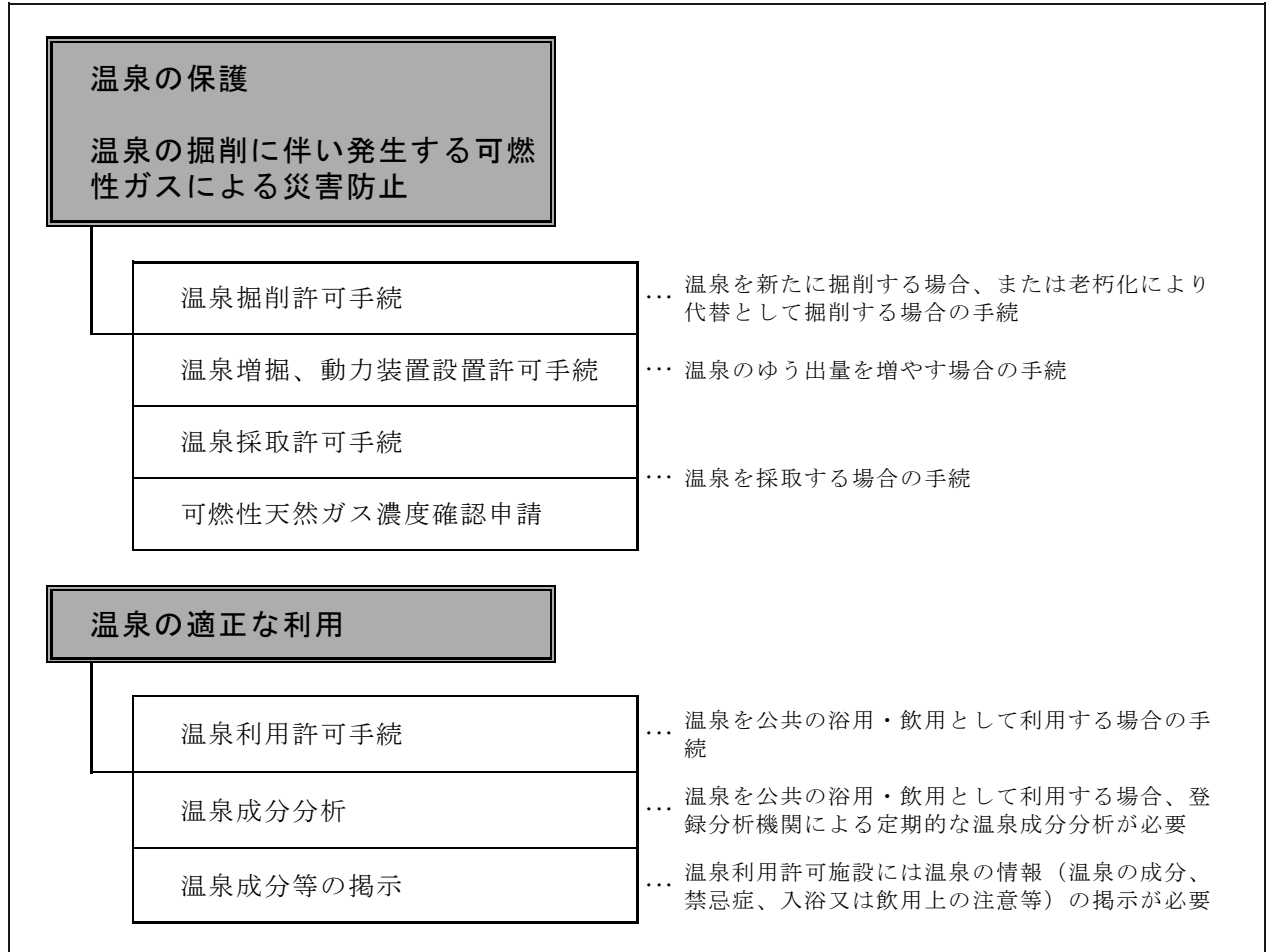 温泉の保護
温泉の掘削に伴い発生する可燃
性ガスによる災害防止
温泉掘削許可手続
… 温泉を新たに掘削する場合、または老朽化により
代替として掘削する場合の手続
温泉増掘、動力装置設置許可手続
… 温泉のゆう出量を増やす場合の手続
温泉採取許可手続
… 温泉を採取する場合の手続
可燃性天然ガス濃度確認申請
温泉の適正な利用
温泉利用許可手続
… 温泉を公共の浴用・飲用として利用する場合の手
続
温泉成分分析
… 温泉を公共の浴用・飲用として利用する場合、登
録分析機関による定期的な温泉成分分析が必要
温泉成分等の掲示
… 温泉利用許可施設には温泉の情報（温泉の成分、
禁忌症、入浴又は飲用上の注意等）の掲示が必要